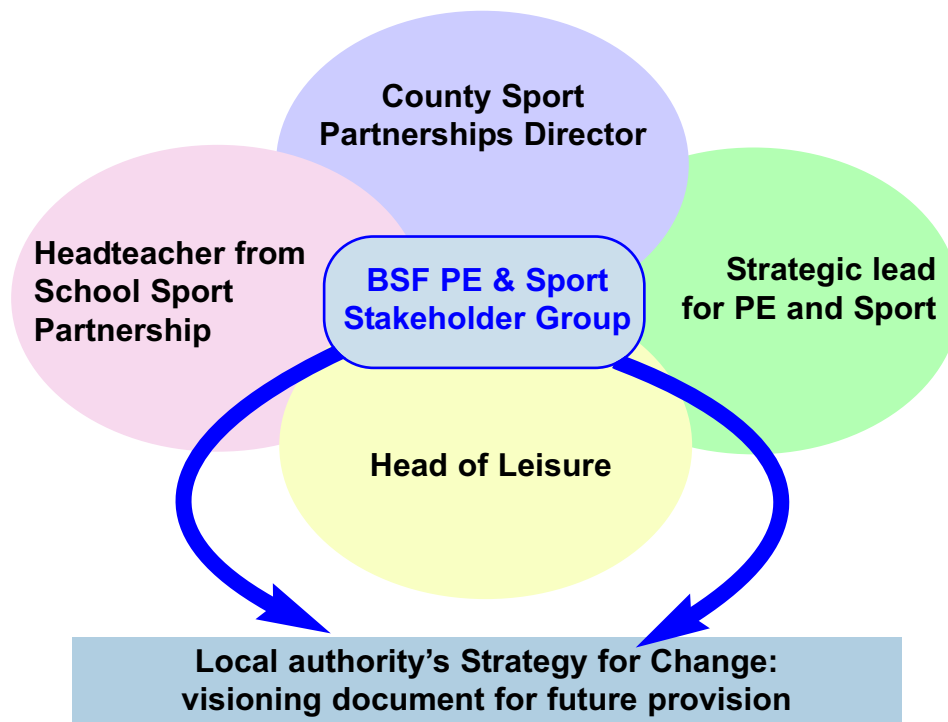 County Sport
Partnerships Director
Headteacher from
School Sport
Partnership
BSF PE & Sport
Stakeholder Group
Strategic lead
for PE and Sport
Head of Leisure
Local authority’s Strategy for Change:
visioning document for future provision